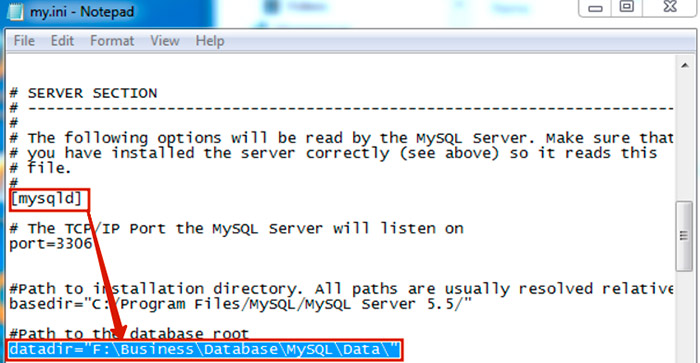 my.ini - Notepad
File Edit Format View Help
# SERVER SECTION
# ----------------------------------------------------------------------
#
# The following options will be read by the MySQL Server. Make sure that
# you have installed the server correctly (see above) so it reads this
# file.
#
[mysqld]
# The TCP/IP Port the MySQL Server will listen on
port=3306
#Path to installation directory. All paths are usually resolved relative
basedir="C:/Program Files/MySQL/MySQL Server 5.5/"
#Path to the database root
datadir="F:\Business\Database\MySQL\Data\"